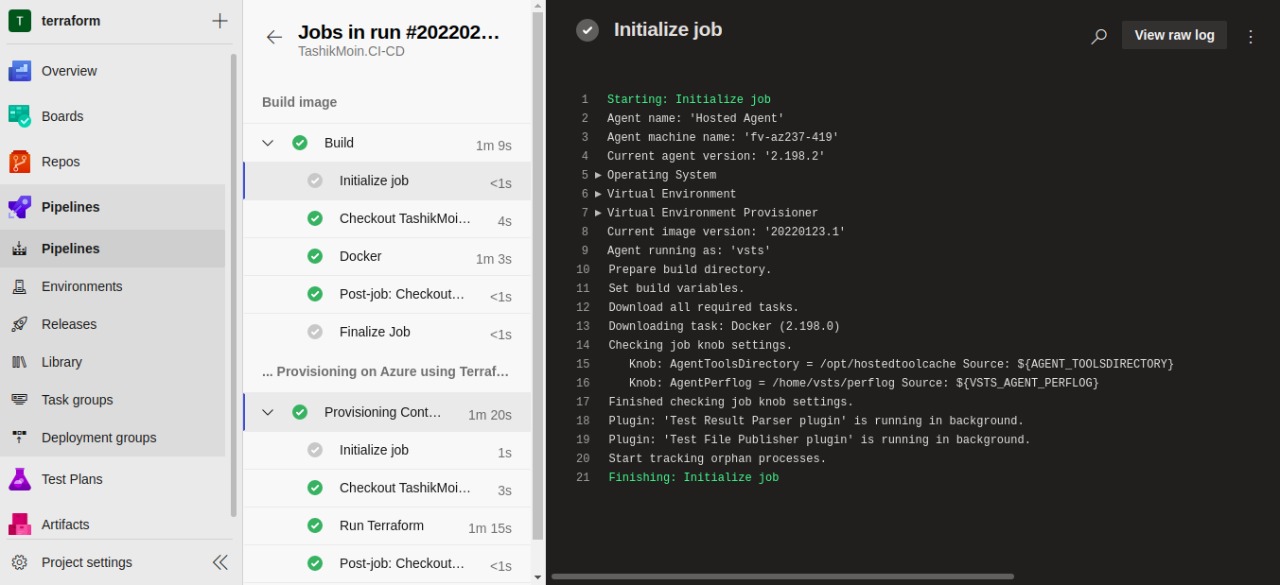 T terraform
Overview
Boards
Repos
Pipelines
Pipelines
Environments
Releases
Library
Task groups
Deployment groups
Test Plans
Artifacts
Project settings
Jobs in run #202202...
TashikMoin.CI-CD
Build image
Build 1m 9s
Initialize job <1s
Checkout TashikMoi... 4s
Docker 1m 3s
Post-job: Checkout... <1s
Finalize Job <1s
... Provisioning on Azure using Terraf...
Provisioning Cont... 1m 20s
Initialize job 1s
Checkout TashikMoi... 3s
Run Terraform 1m 15s
Post-job: Checkout... <1s
Initialize job
View raw log
1 Starting: Initialize job
2 Agent name: 'Hosted Agent'
3 Agent machine name: 'fv-az237-419'
4 Current agent version: '2.198.2'
5 Operating System
6 Virtual Environment
7 Virtual Environment Provisioner
8 Current image version: '20220123.1'
9 Agent running as: 'vsts'
10 Prepare build directory.
11 Set build variables.
12 Download all required tasks.
13 Downloading task: Docker (2.198.0)
14 Checking job knob settings.
15 Knob: AgentToolsDirectory = /opt/hostedtoolcache Source: ${AGENT_TOOLSDIRECTORY}
16 Knob: AgentPerflog = /home/vsts/perflog Source: ${VSTS_AGENT_PERFLOG}
17 Finished checking job knob settings.
18 Plugin: 'Test Result Parser plugin' is running in background.
19 Plugin: 'Test File Publisher plugin' is running in background.
20 Start tracking orphan processes.
21 Finishing: Initialize job